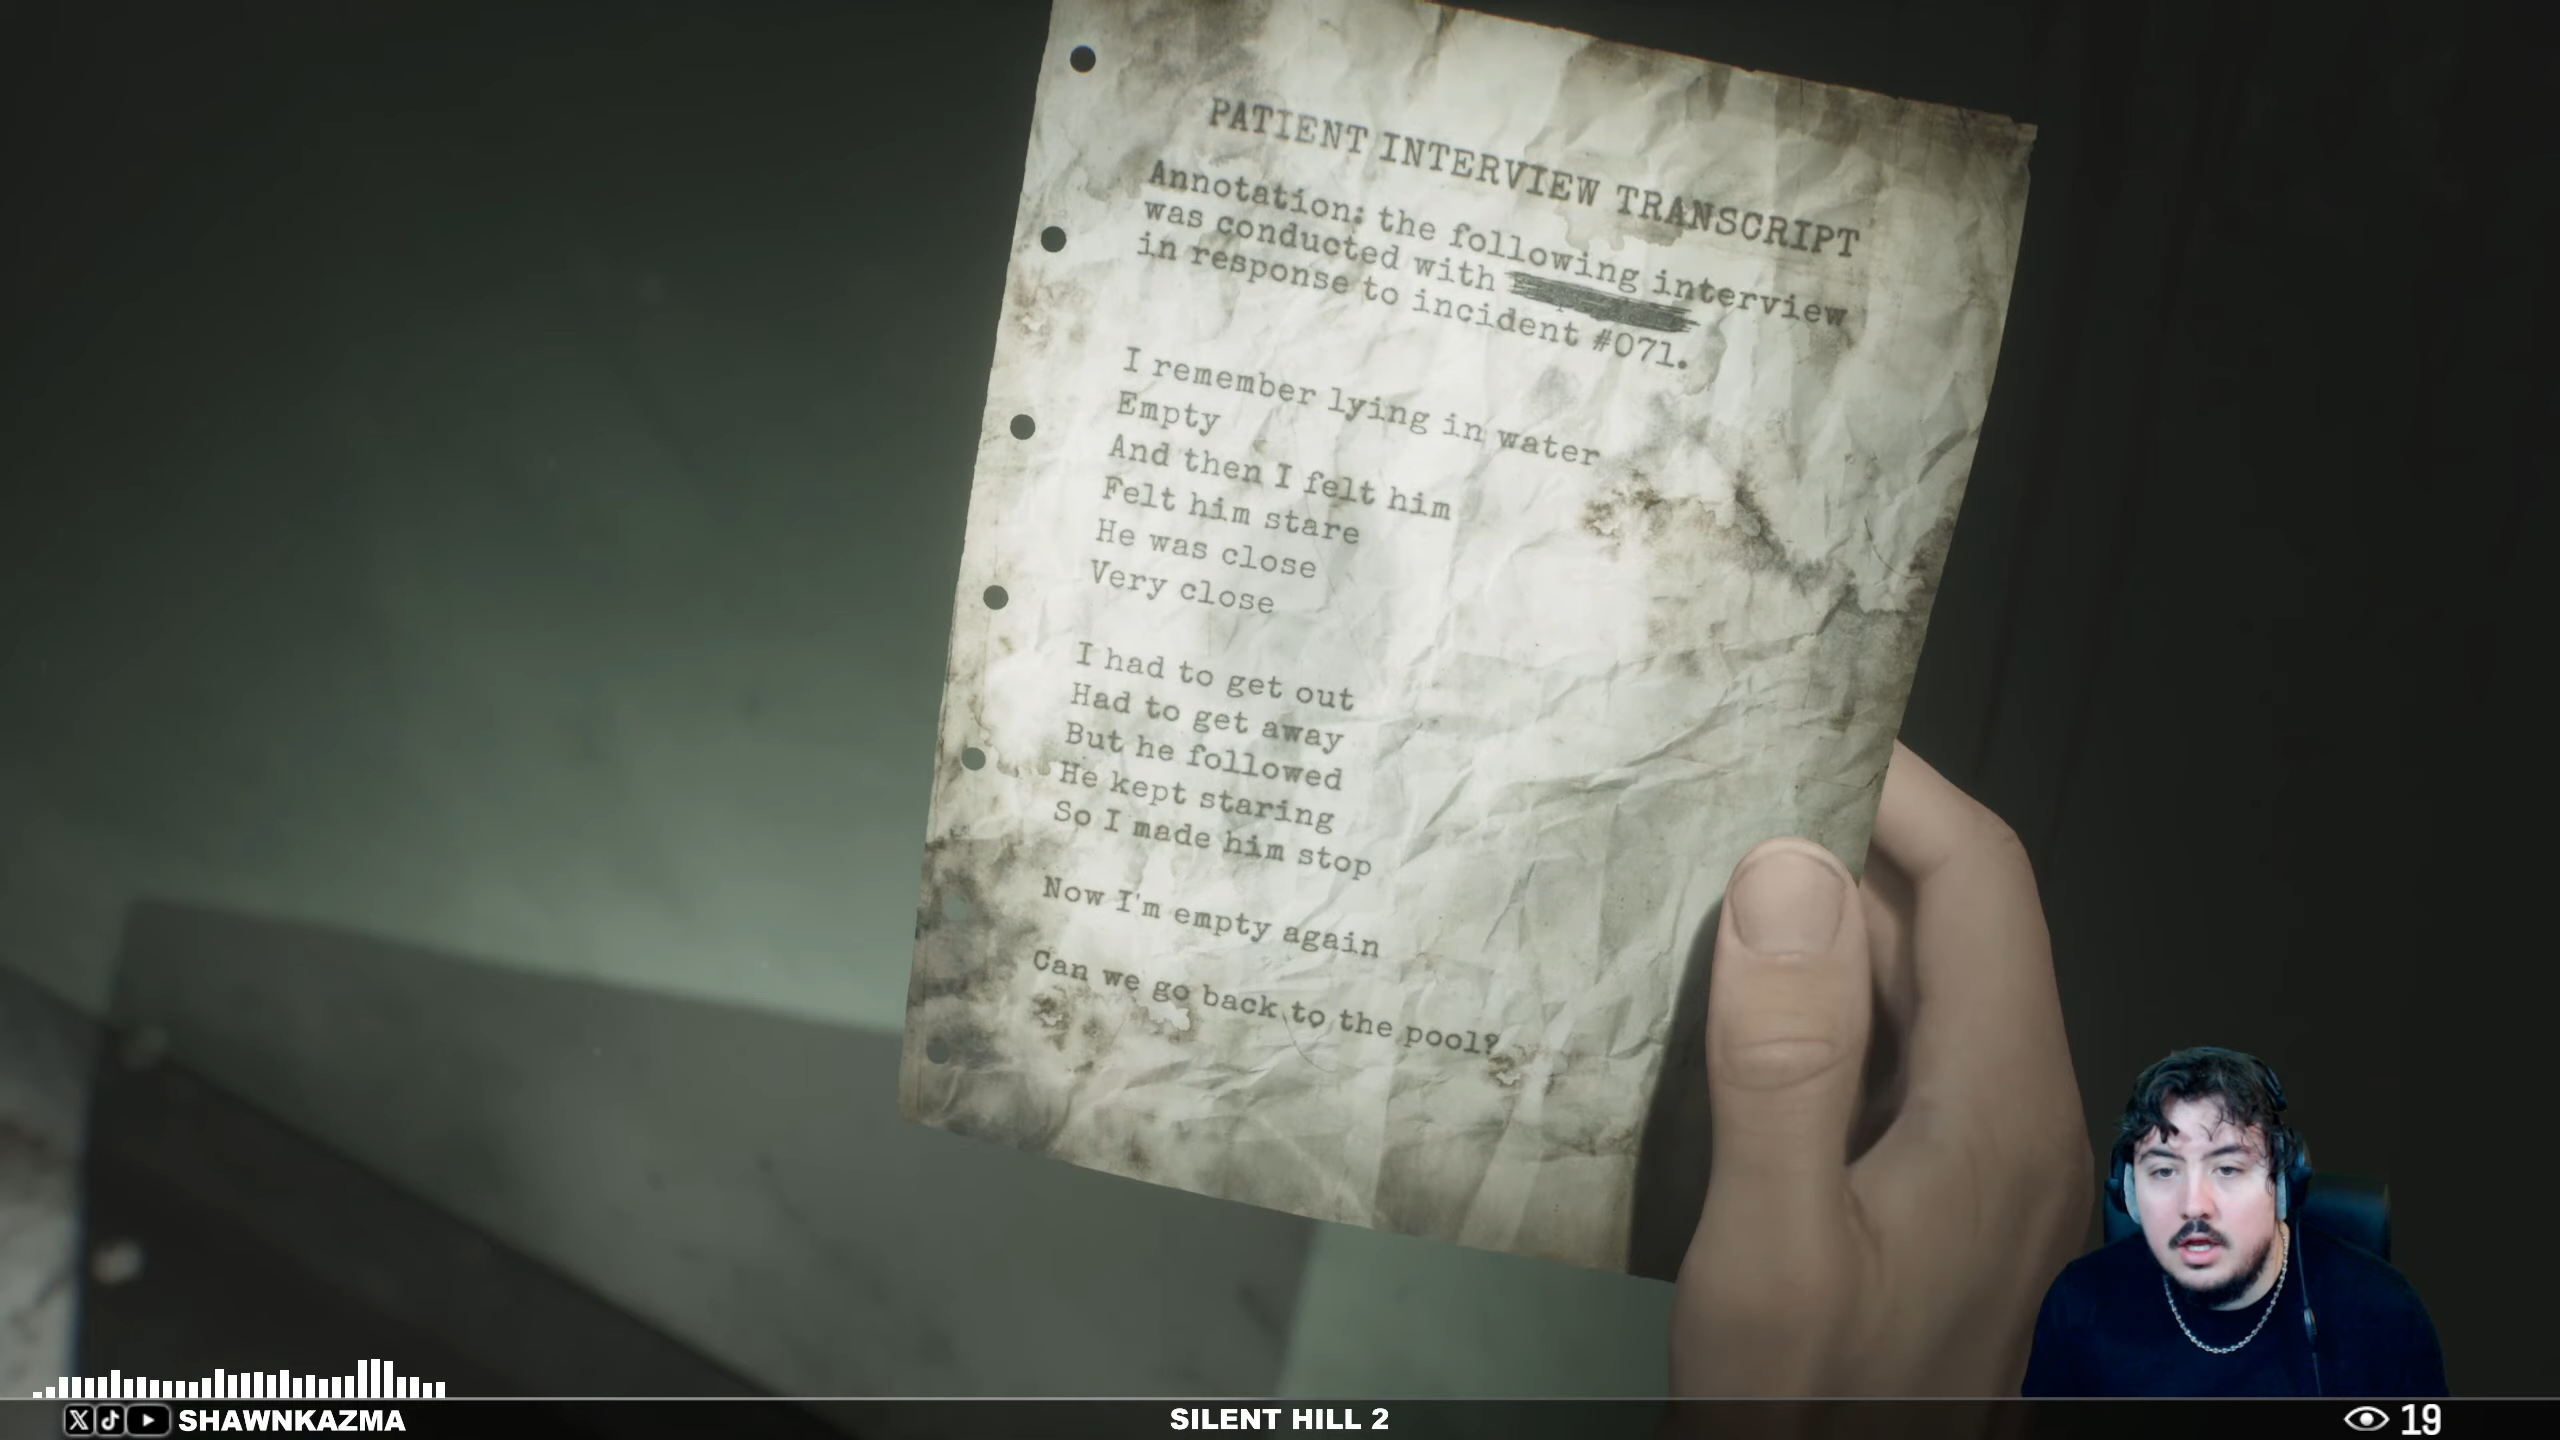 PATIENT INTERVIEW TRANSCRIPT
Annotation: the following interview
was conducted with
in response to incident #071.
I remember lying in water
Empty
And then I felt him
Felt him stare
He was close
Very close
I had to get out
Had to get away
But he followed
He kept staring
So I made him stop
Now I'm empty again
Can we go back to the pool?
SHAWNKAZMA
SILENT HILL 2
19